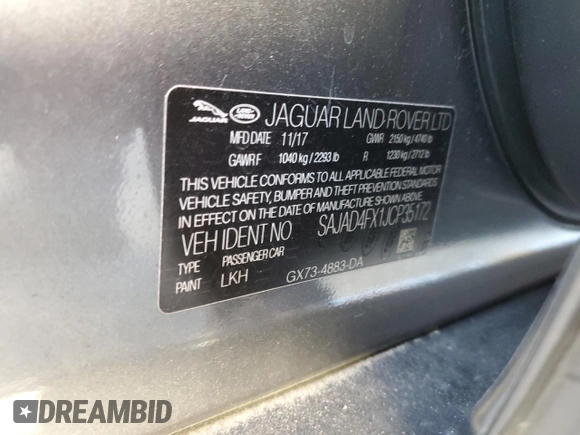 JAGUAR LAND-ROVER JAGUAR LAND ROVER LTD
MFD DATE 11/17 GVWR 2150 kg / 4740 lb
GAWR F 1040 kg / 2293 lb R 1230 kg / 2712 lb
THIS VEHICLE CONFORMS TO ALL APPLICABLE FEDERAL MOTOR
VEHICLE SAFETY, BUMPER AND THEFT PREVENTION STANDARDS
IN EFFECT ON THE DATE OF MANUFACTURE SHOWN ABOVE
VEH IDENT NO SAJAD4FX1JCP35172
TYPE PASSENGER CAR
PAINT LKH GX73-4883-DA
DREAMBID